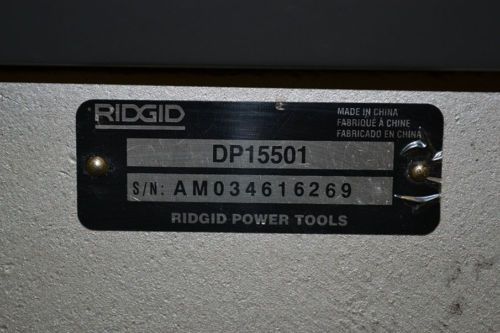 RIDGID
MADE IN CHINA
FABRIQUÉ À CHINE
FABRICADO EN CHINA
DP15501
S/N: AM034616269
RIDGID POWER TOOLS